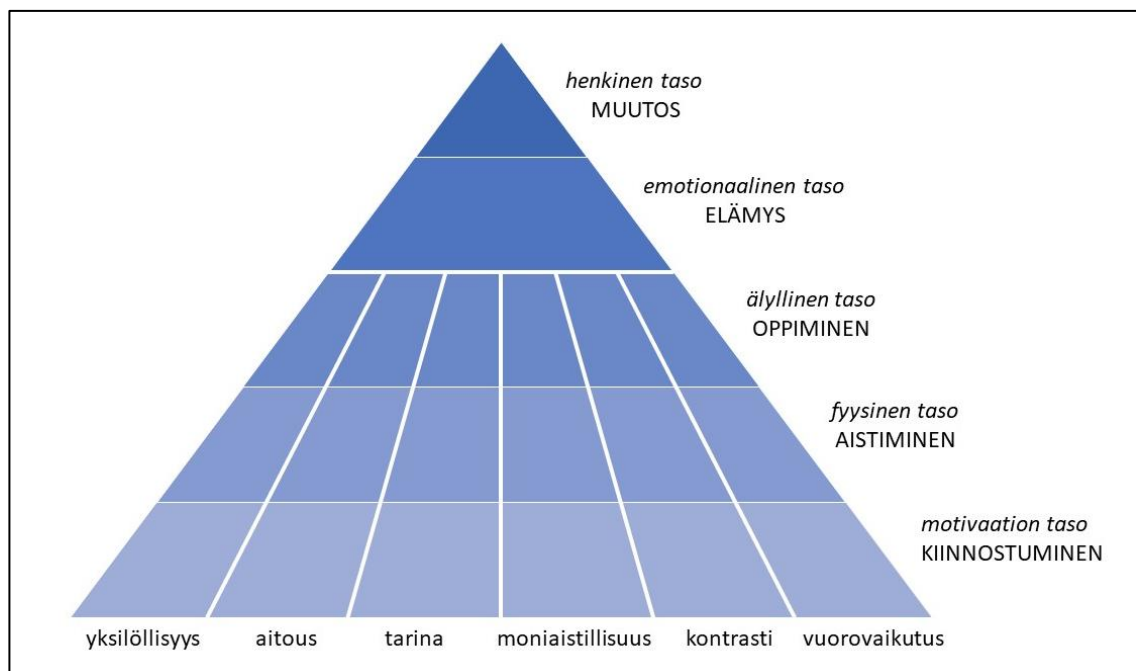 henkinen taso
MUUTOS
emotionaalinen taso
ELÄMYS
älyllinen taso
OPPIMINEN
fyysinen taso
AISTIMINEN
motivaation taso
KIINNOSTUMINEN
yksilöllisyys aitous tarina moniaistillisuus kontrasti vuorovaikutus